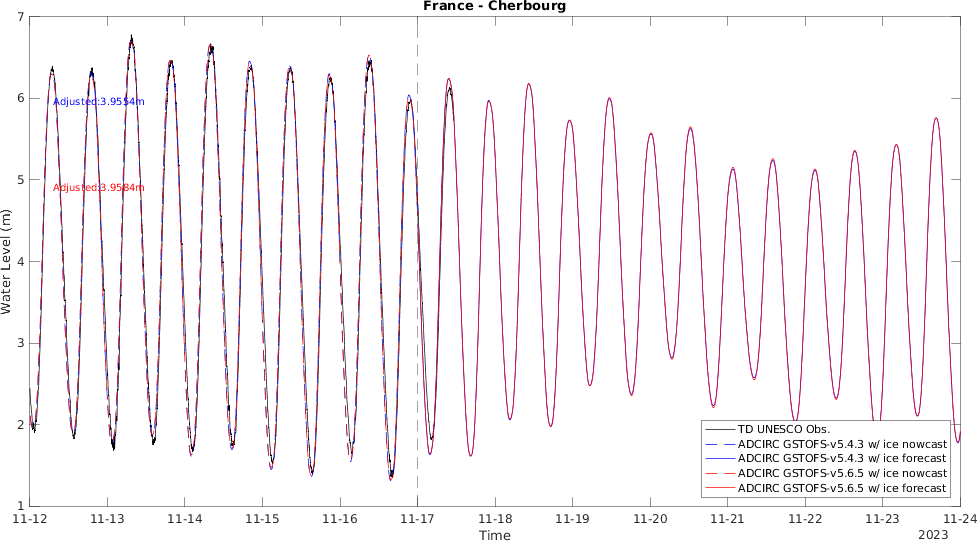 France - Cherbourg
7
6
5
4
3
2
1
Water Level (m)
Adjusted:3.9554m
Adjusted:3.9584m
TD UNESCO Obs.
ADCIRC GSTOFS-v5.4.3 w/ ice nowcast
ADCIRC GSTOFS-v5.4.3 w/ ice forecast
ADCIRC GSTOFS-v5.6.5 w/ ice nowcast
ADCIRC GSTOFS-v5.6.5 w/ ice forecast
11-12 11-13 11-14 11-15 11-16 11-17 11-18 11-19 11-20 11-21 11-22 11-23 11-24
Time
2023